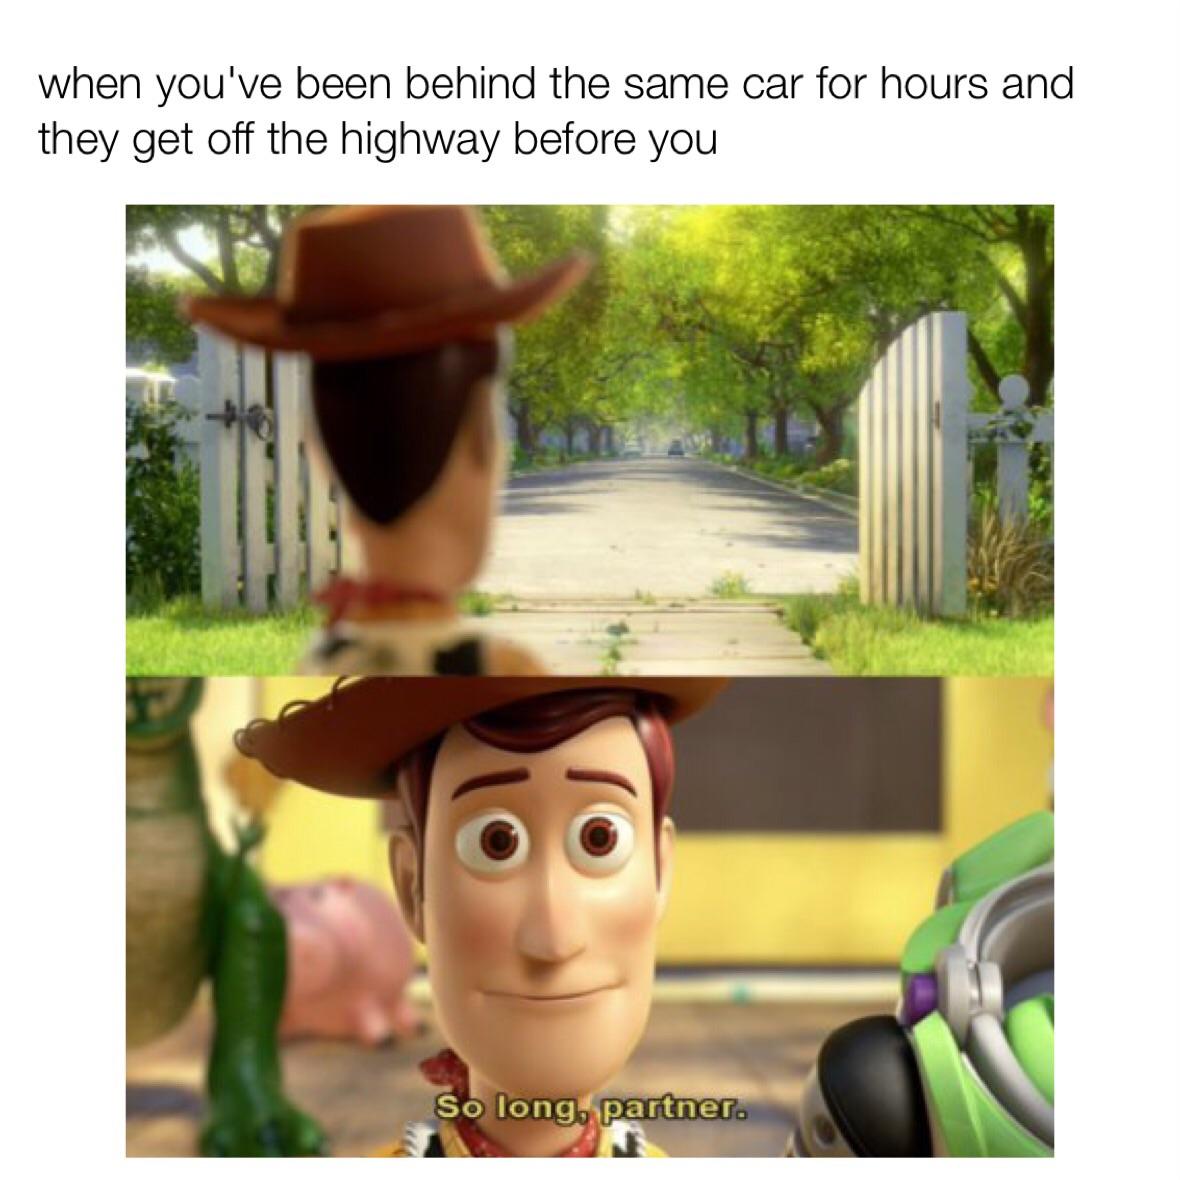 when you've been behind the same car for hours and
they get off the highway before you
So long, partner.